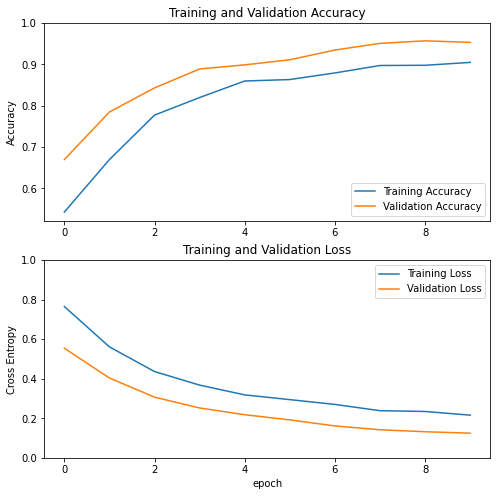 Training and Validation Accuracy
1.0
0.9
0.8
0.7
0.6
Accuracy
Training Accuracy
Validation Accuracy
0 2 4 6 8
Training and Validation Loss
1.0
0.8
0.6
0.4
0.2
0.0
Cross Entropy
Training Loss
Validation Loss
0 2 4 6 8
epoch